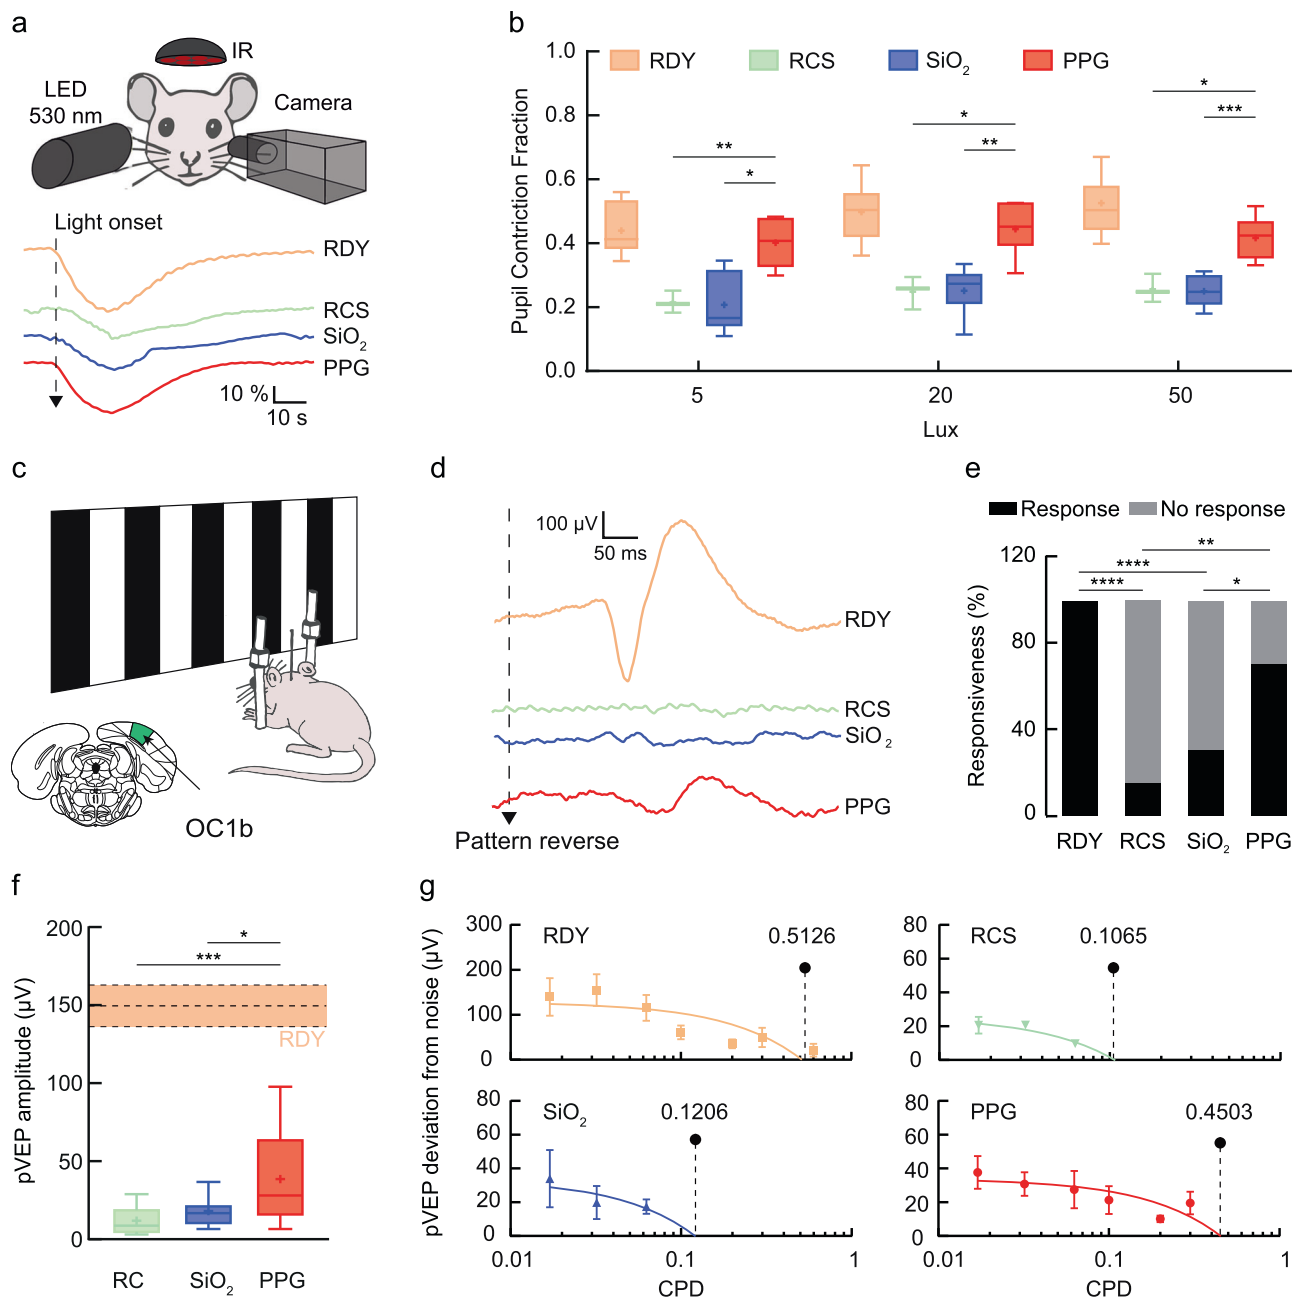 a
IR
LED
530 nm
Camera
Light onset
RDY
RCS
SiO2
PPG
10 %
10 s
b
RDY
RCS
SiO2
PPG
Pupil Contriction Fraction
1.0
0.8
0.6
0.4
0.2
0.0
*
***
*
**
**
*
5
20
50
Lux
c
OC1b
d
100 µV
50 ms
RDY
RCS
SiO2
PPG
Pattern reverse
e
Response
No response
Responsiveness (%)
120
80
40
0
**
****
****
*
RDY
RCS
SiO2
PPG
f
pVEP amplitude (µV)
200
150
100
50
0
*
***
RDY
RC
SiO2
PPG
g
pVEP deviation from noise (µV)
300
200
100
0
RDY
0.5126
80
60
40
20
0
RCS
0.1065
1
1
80
60
40
20
0
SiO2
0.1206
0.01
0.1
1
CPD
80
60
40
20
0
PPG
0.4503
0.01
0.1
1
CPD